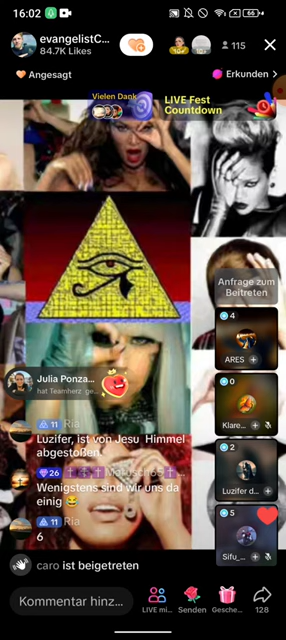 16:02
66
evangelistC...
84.7K Likes
115
Angesagt
Erkunden >
Vielen Dank
LIVE Fest
Countdown
Anfrage zum
Beitreten
4
ARES +
0
Klare... +
2
Luzifer d... +
5
Sifu_... +
Julia Ponza...
hat Teamherz ge...
11 Ria
Luzifer, ist von Jesu Himmel
abgestoßen.
26
Wenigstens sind wir uns da
einig 😂
11 Ria
6
caro ist beigetreten
Kommentar hinz...
LIVE mi...
Senden
Gesche...
128